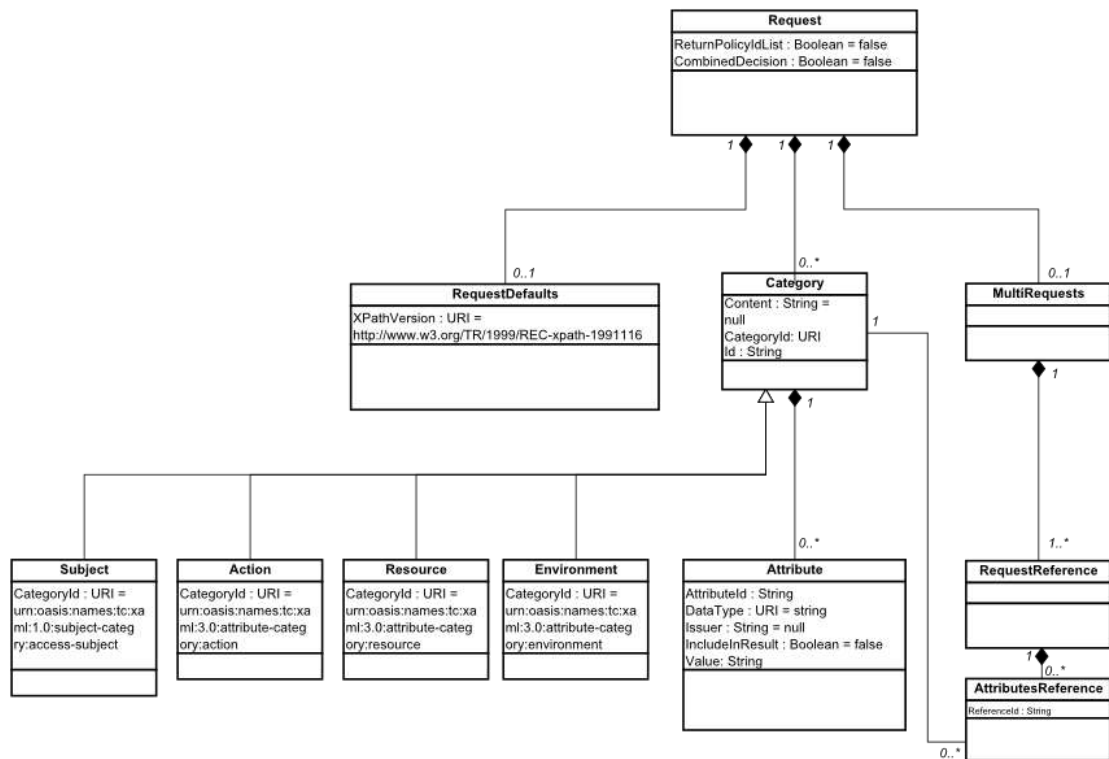 Request
ReturnPolicyIdList : Boolean = false
CombinedDecision : Boolean = false
1
1
1
0..1
0..*
0..1
RequestDefaults
XPathVersion : URI =
http://www.w3.org/TR/1999/REC-xpath-1991116
Category
Content : String =
null
CategoryId: URI
Id : String
1
1
MultiRequests
1
Subject
CategoryId : URI =
urn:oasis:names:tc:xa
ml:1.0:subject-categ
ry:access-subject
Action
CategoryId : URI =
urn:oasis:names:tc:xa
ml:3.0:attribute-categ
ory:action
Resource
CategoryId : URI =
urn:oasis:names:tc:xa
ml:3.0:attribute-categ
ory:resource
Environment
CategoryId : URI =
urn:oasis:names:tc:xa
ml:3.0:attribute-categ
ory:environment
0..*
Attribute
AttributeId : String
DataType : URI = string
Issuer : String = null
IncludeInResult : Boolean = false
Value: String
1..*
RequestReference
1
0..*
AttributesReference
ReferenceId : String
0..*